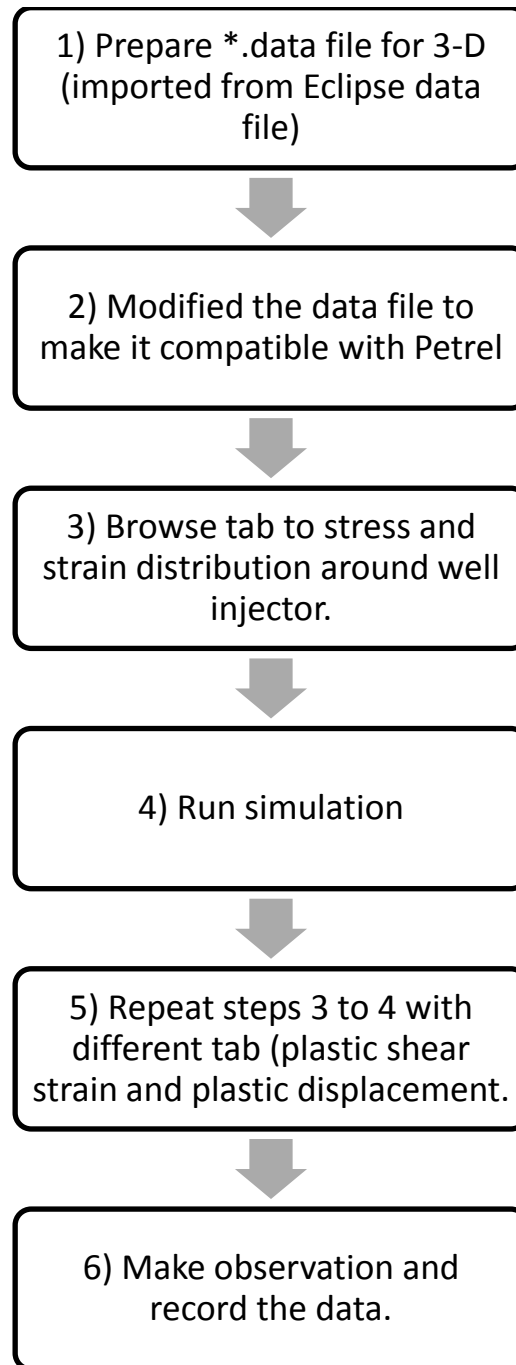 1) Prepare *.data file for 3-D
(imported from Eclipse data
file)
2) Modified the data file to
make it compatible with Petrel
3) Browse tab to stress and
strain distribution around well
injector.
4) Run simulation
5) Repeat steps 3 to 4 with
different tab (plastic shear
strain and plastic displacement.
6) Make observation and
record the data.